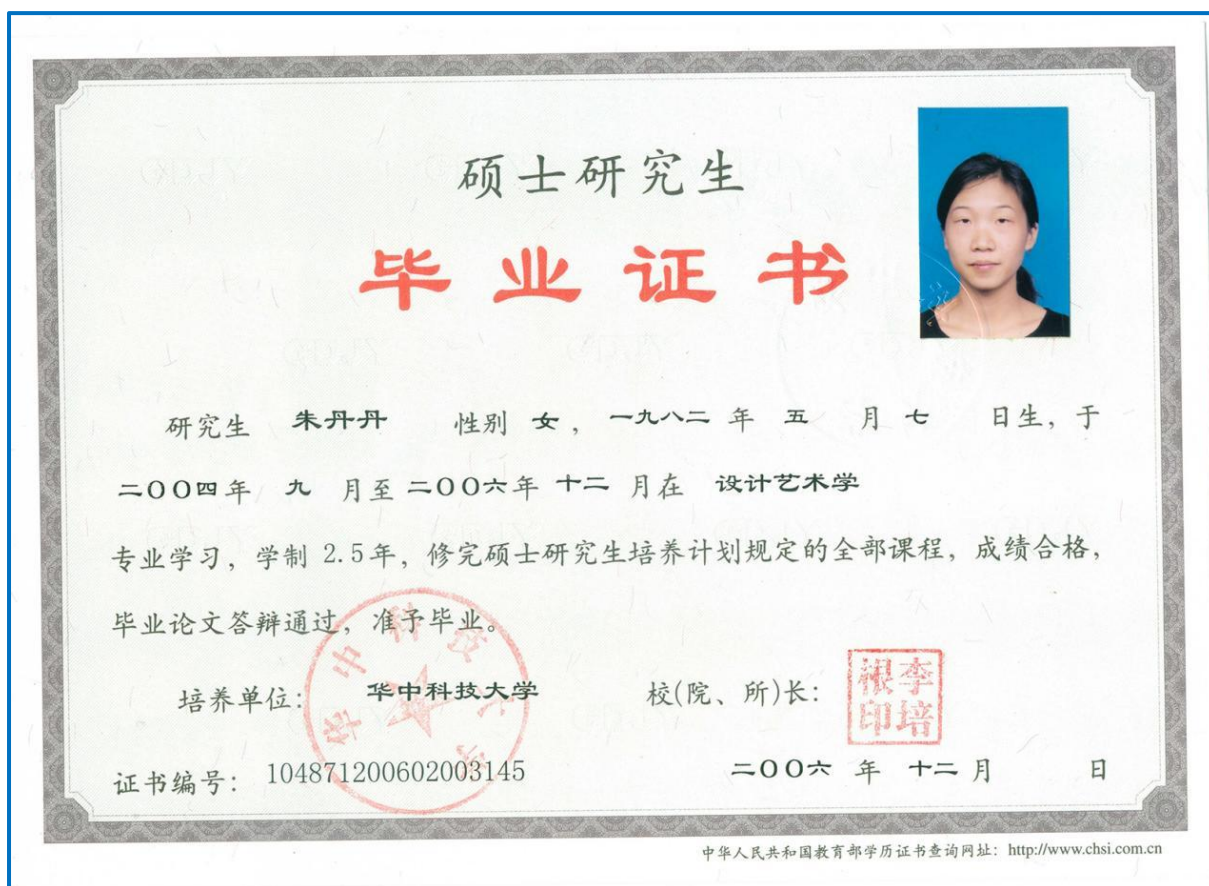 硕士研究生
毕业证书
研究生 朱丹丹 性别 女, 一九八二 年 五 月 七 日生, 于
二〇〇四年 九 月至 二〇〇六年 十二 月在 设计艺术学
专业学习, 学制 2.5年, 修完硕士研究生培养计划规定的全部课程, 成绩合格,
毕业论文答辩通过, 准予毕业。
华中科技大学
培养单位: 华中科技大学 校(院、所)长: 李培根印
证书编号: 104871200602003145 二〇〇六 年 十二 月 日
中华人民共和国教育部学历证书查询网址: http://www.chsi.com.cn